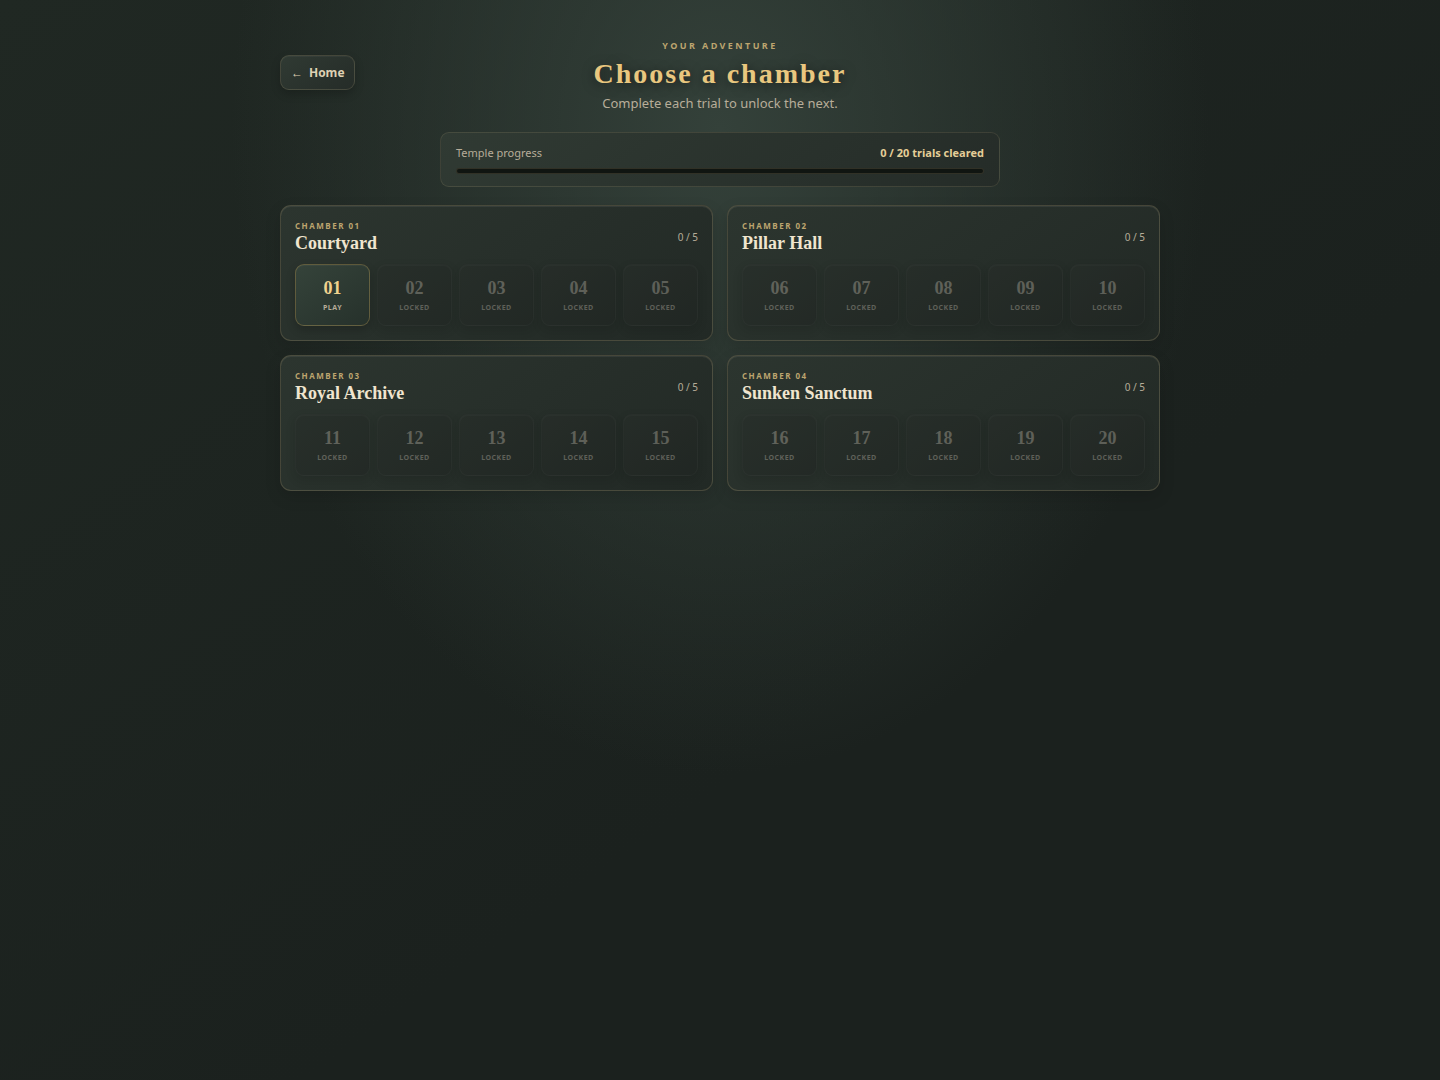 YOUR ADVENTURE
← Home
Choose a chamber
Complete each trial to unlock the next.
Temple progress 0 / 20 trials cleared
CHAMBER 01
Courtyard 0 / 5
01 02 03 04 05
PLAY LOCKED LOCKED LOCKED LOCKED
CHAMBER 02
Pillar Hall 0 / 5
06 07 08 09 10
LOCKED LOCKED LOCKED LOCKED LOCKED
CHAMBER 03
Royal Archive 0 / 5
11 12 13 14 15
LOCKED LOCKED LOCKED LOCKED LOCKED
CHAMBER 04
Sunken Sanctum 0 / 5
16 17 18 19 20
LOCKED LOCKED LOCKED LOCKED LOCKED